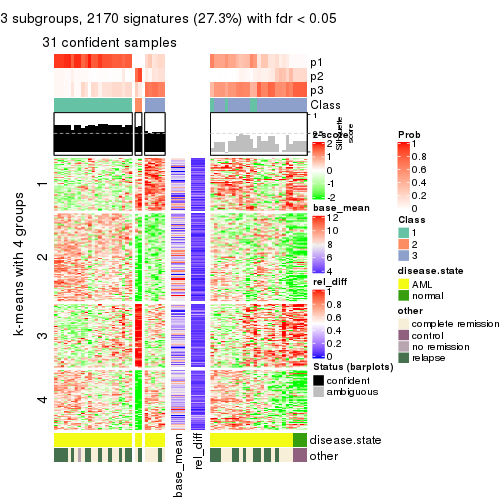 3 subgroups, 2170 signatures (27.3%) with fdr < 0.05
31 confident samples
p1
p2
p3
Class
1
Silhouette
score
k-means with 4 groups
1
2
3
4
z-score
2
1
0
-1
-2
base_mean
12
10
8
6
4
rel_diff
1
0.8
0.6
0.4
0.2
0
Status (barplots)
confident
ambiguous
Prob
1
0.8
0.6
0.4
0.2
0
Class
1
2
3
disease.state
AML
normal
other
complete remission
control
no remission
relapse
disease.state
other
base_mean
rel_diff